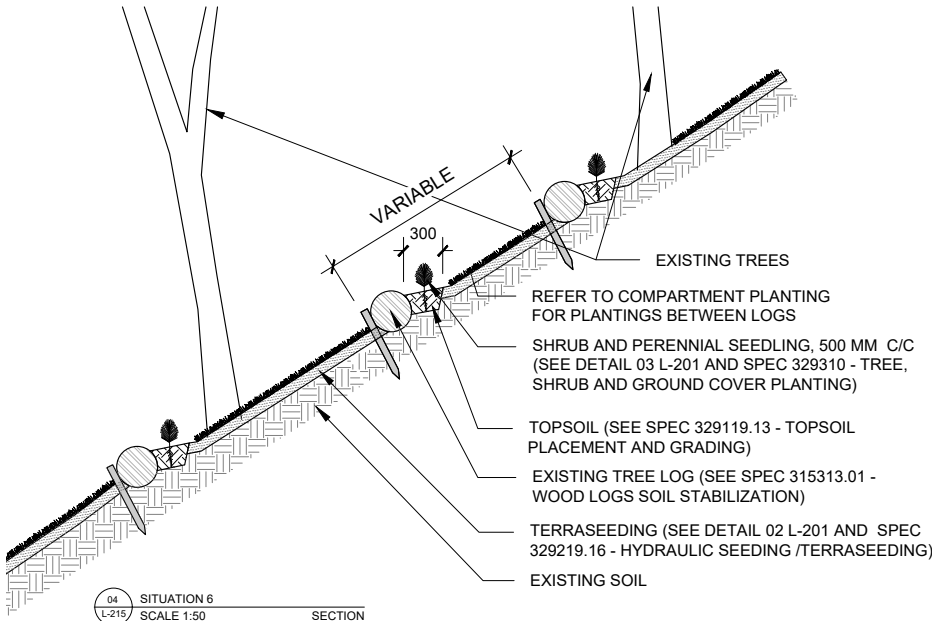 VARIABLE
300
EXISTING TREES
REFER TO COMPARTMENT PLANTING
FOR PLANTINGS BETWEEN LOGS
SHRUB AND PERENNIAL SEEDLING, 500 MM C/C
(SEE DETAIL 03 L-201 AND SPEC 329310 - TREE,
SHRUB AND GROUND COVER PLANTING)
TOPSOIL (SEE SPEC 329119.13 - TOPSOIL
PLACEMENT AND GRADING)
EXISTING TREE LOG (SEE SPEC 315313.01 -
WOOD LOGS SOIL STABILIZATION)
TERRASEEDING (SEE DETAIL 02 L-201 AND SPEC
329219.16 - HYDRAULIC SEEDING /TERRASEEDING)
EXISTING SOIL
04 SITUATION 6
L-215 SCALE 1:50 SECTION